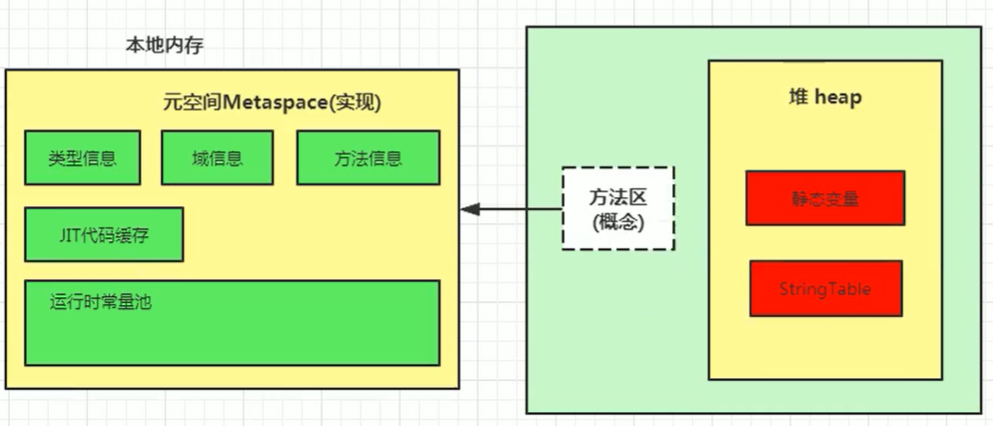 本地内存
元空间Metaspace(实现)
类型信息
域信息
方法信息
JIT代码缓存
运行时常量池
方法区
(概念)
堆 heap
静态变量
StringTable